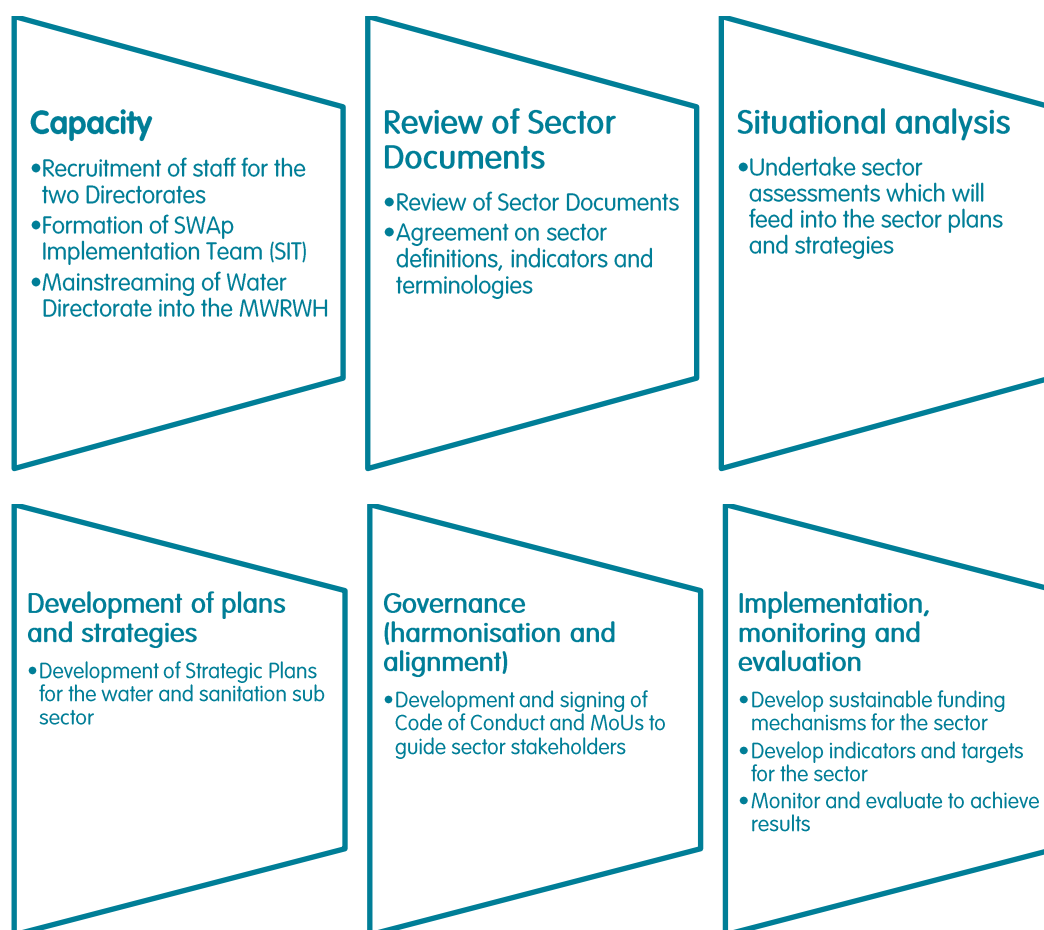 Capacity
•Recruitment of staff for the
two Directorates
•Formation of SWAp
Implementation Team (SIT)
•Mainstreaming of Water
Directorate into the MWRWH
Review of Sector
Documents
•Review of Sector Documents
•Agreement on sector
definitions, indicators and
terminologies
Situational analysis
•Undertake sector
assessments which will
feed into the sector plans
and strategies
Development of plans
and strategies
•Development of Strategic Plans
for the water and sanitation sub
sector
Governance
(harmonisation and
alignment)
•Development and signing of
Code of Conduct and MoUs to
guide sector stakeholders
Implementation,
monitoring and
evaluation
•Develop sustainable funding
mechanisms for the sector
•Develop indicators and targets
for the sector
•Monitor and evaluate to achieve
results